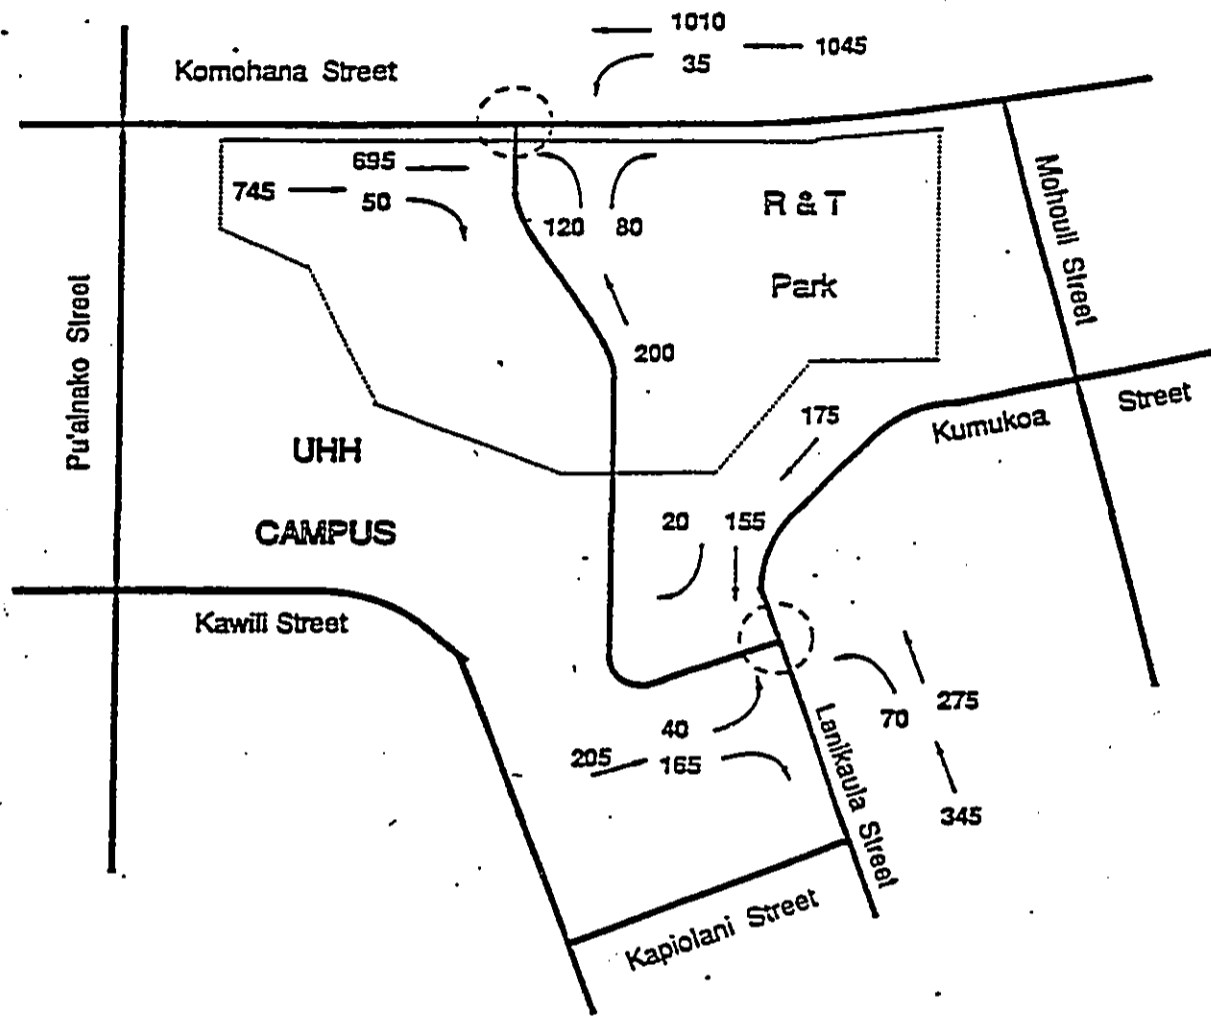 1010
1045
35
Komohana Street
695
745
50
120
80
R & T
Park
Mohouli Street
Pu'ainako Street
200
175
Kumukoa Street
UHH
CAMPUS
20
155
Kawili Street
40
205
165
70
275
345
Lanikaula Street
Kapiolani Street